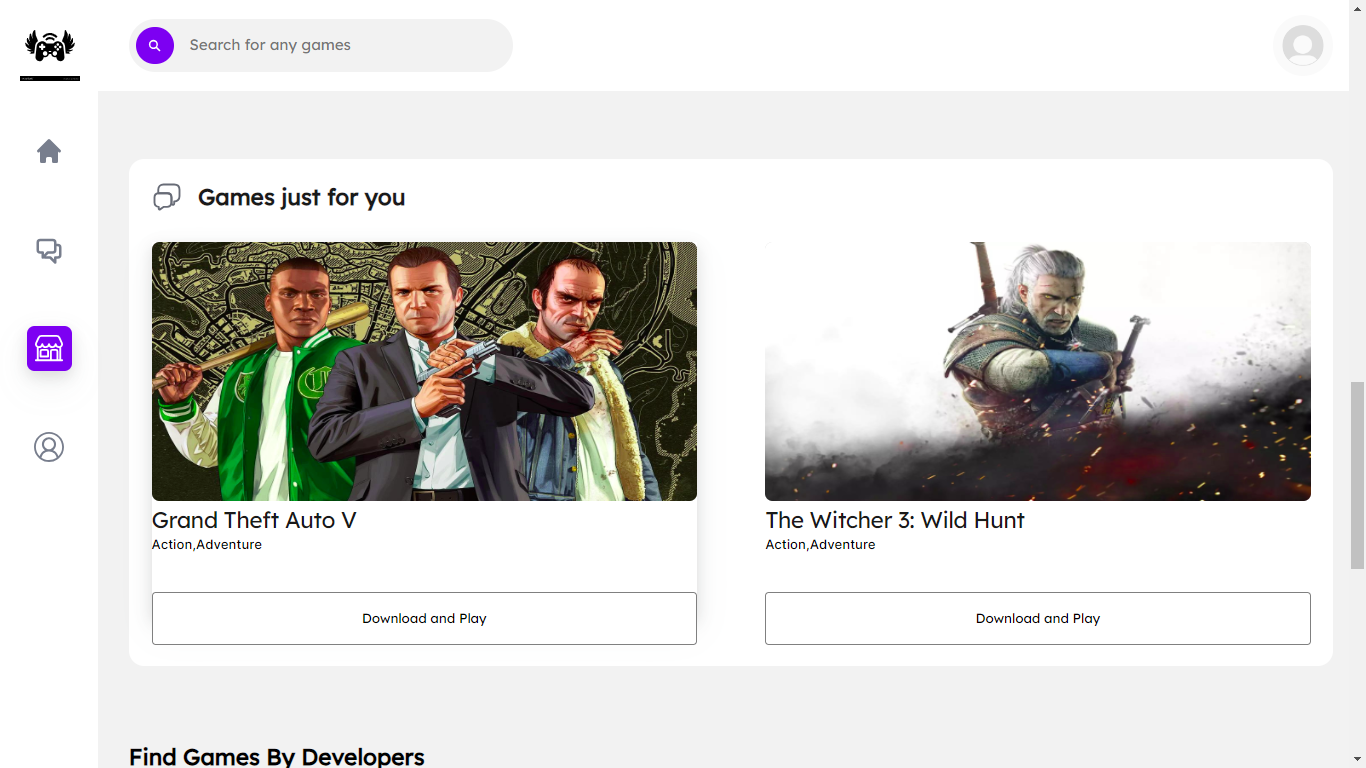 Search for any games
Games just for you
Grand Theft Auto V
Action,Adventure
Download and Play
The Witcher 3: Wild Hunt
Action,Adventure
Download and Play
Find Games By Developers